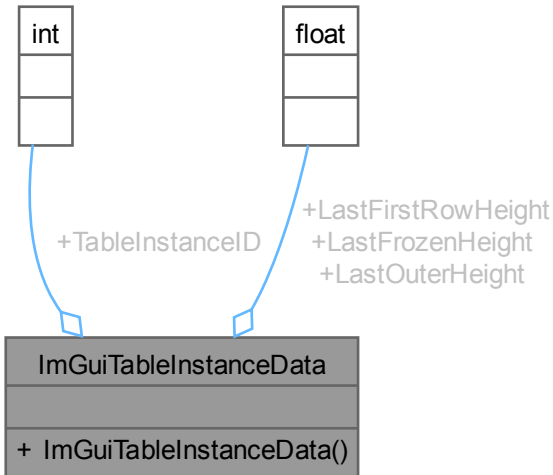 int
float
+LastFirstRowHeight
+TableInstanceID
+LastFrozenHeight
+LastOuterHeight
ImGuiTableInstanceData
+ ImGuiTableInstanceData()